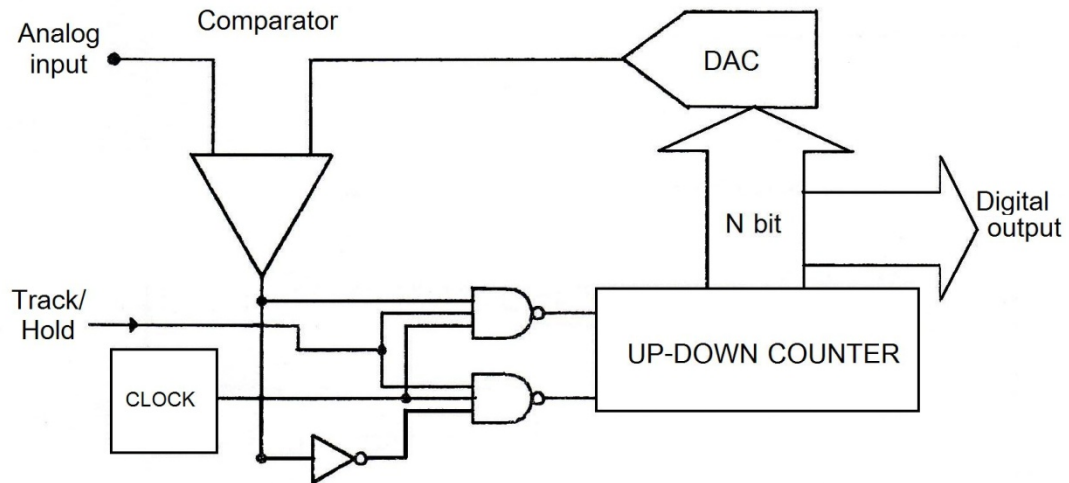 Analog
input
Comparator
DAC
N bit
Digital
output
Track/
Hold
CLOCK
UP-DOWN COUNTER